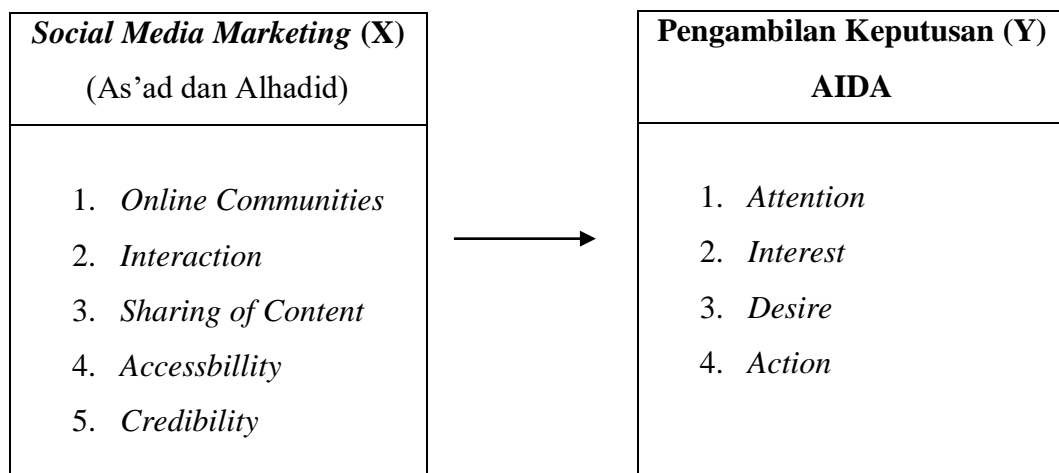 Social Media Marketing (X)
(As’ad dan Alhadid)
1. Online Communities
2. Interaction
3. Sharing of Content
4. Accessbillity
5. Credibility
Pengambilan Keputusan (Y)
AIDA
1. Attention
2. Interest
3. Desire
4. Action